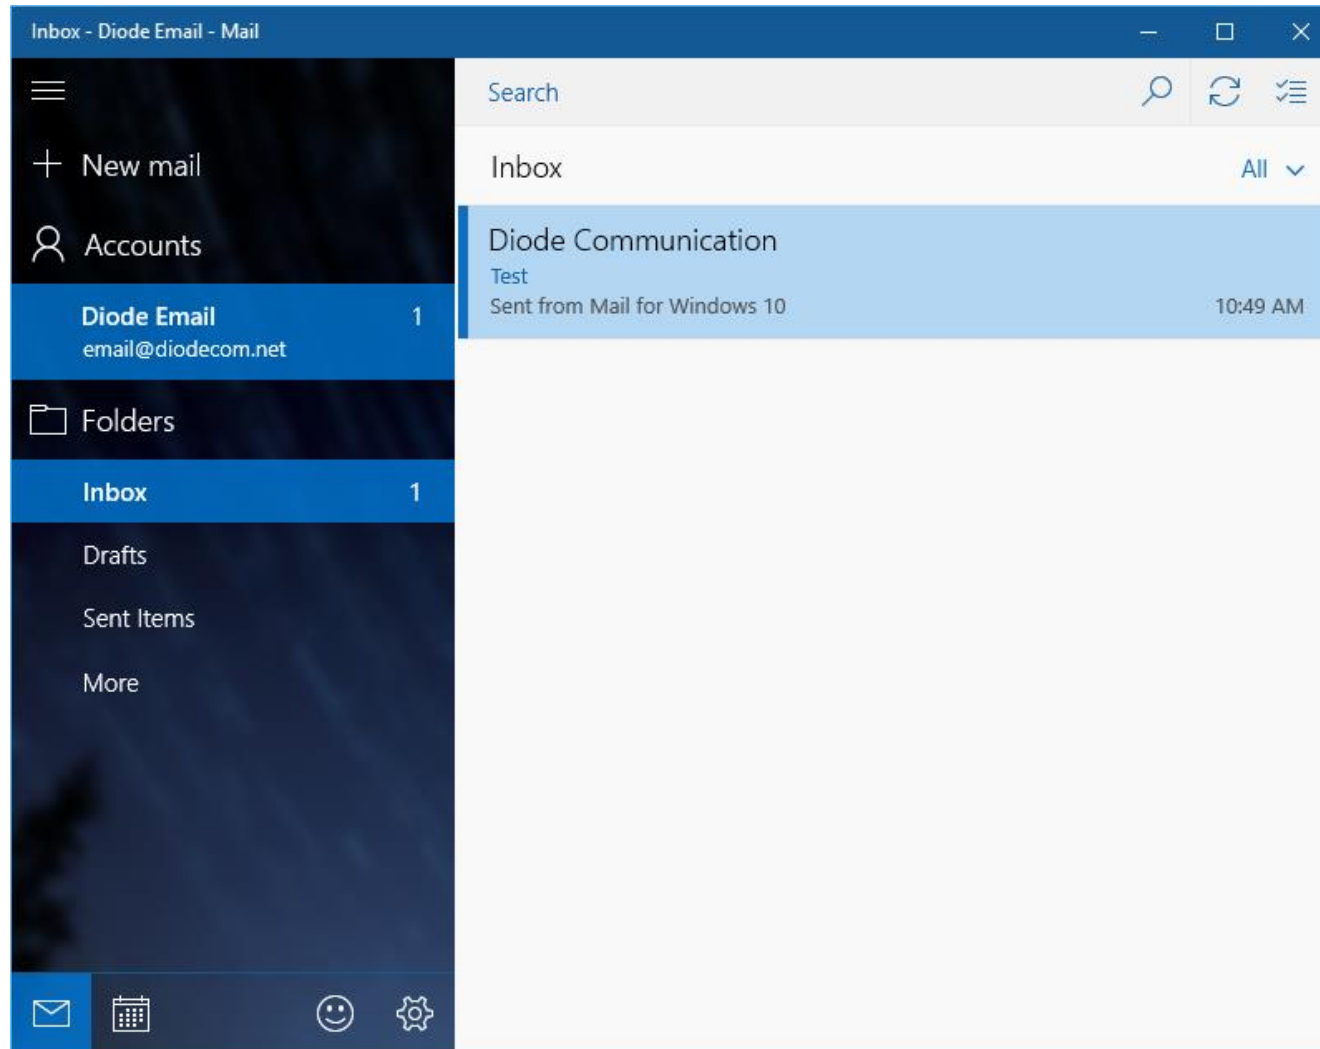 Inbox - Diode Email - Mail
New mail
Accounts
Diode Email 1
email@diodecom.net
Folders
Inbox 1
Drafts
Sent Items
More
Search
Inbox All
Diode Communication
Test
Sent from Mail for Windows 10 10:49 AM